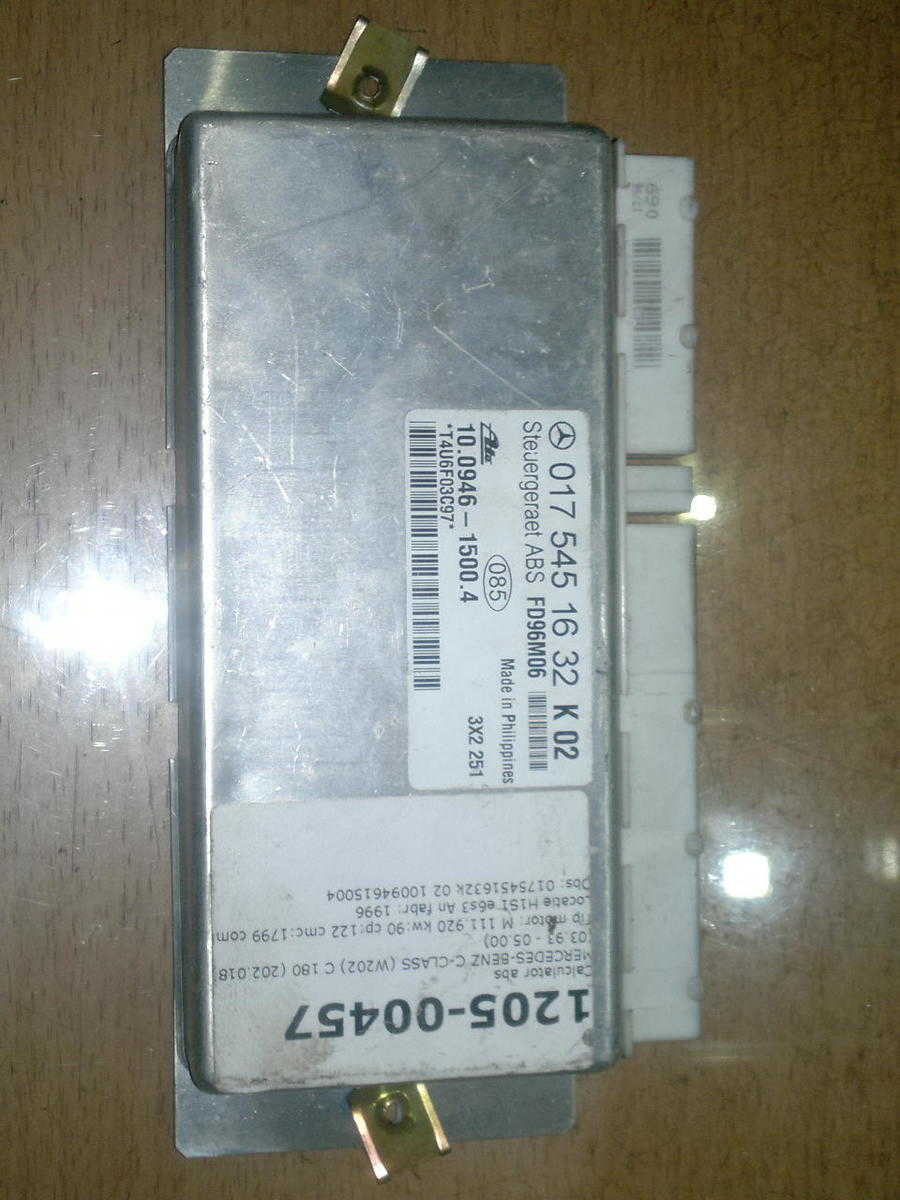 017 545 16 32 K 02
Steuergeraet ABS FD96M06
Ate 085 Made in Philippines
10.0946-1500.4 3X2 251
*T4U6F03C97*
690
1205-00457
Calculator abs
MERCEDES-BENZ C-CLASS (W202) C 180 (202.018)
(03.93 - 05.00)
Tip motor: M 111.920 kw:90 cp:122 cmc:1799 com
Locatie H1S1 e6s3 An fabr: 1996
Obs: 0175451632k 02 10094615004